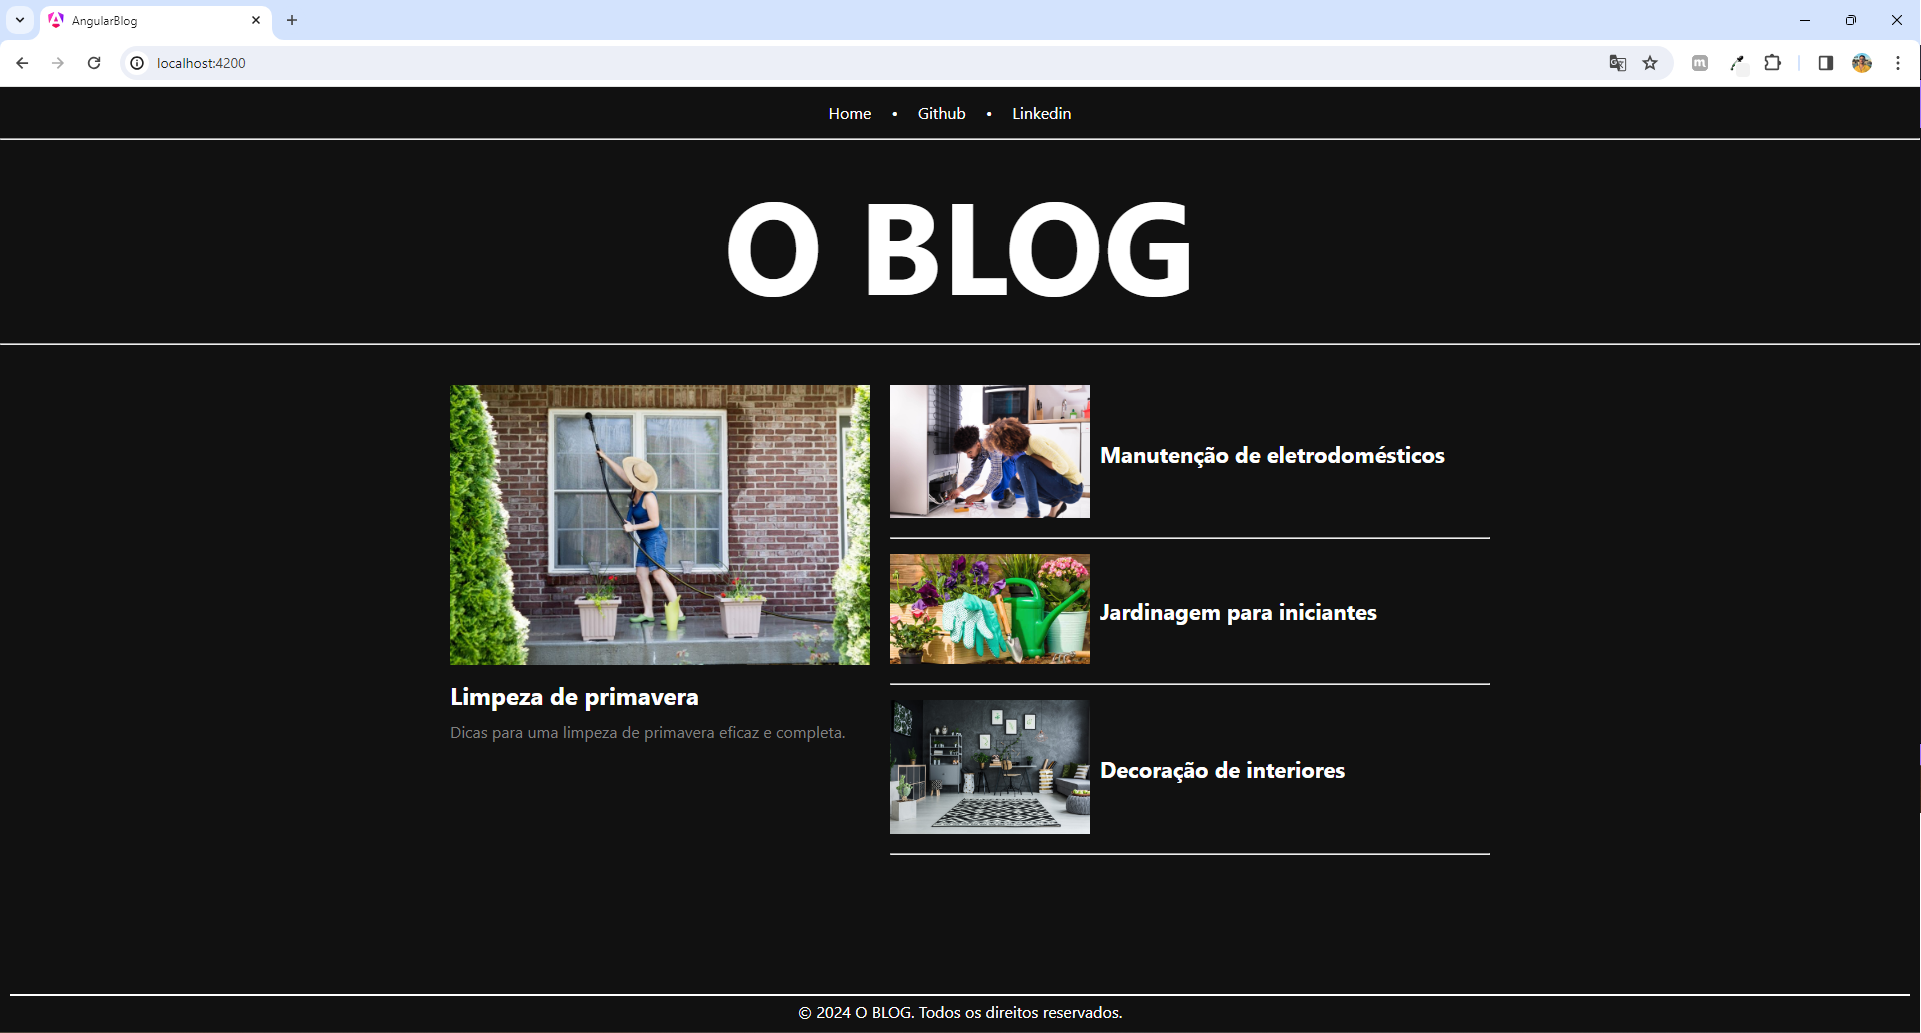 AngularBlog
localhost:4200
Home • Github • Linkedin
O BLOG
Limpeza de primavera
Dicas para uma limpeza de primavera eficaz e completa.
Manutenção de eletrodomésticos
Jardinagem para iniciantes
Decoração de interiores
© 2024 O BLOG. Todos os direitos reservados.